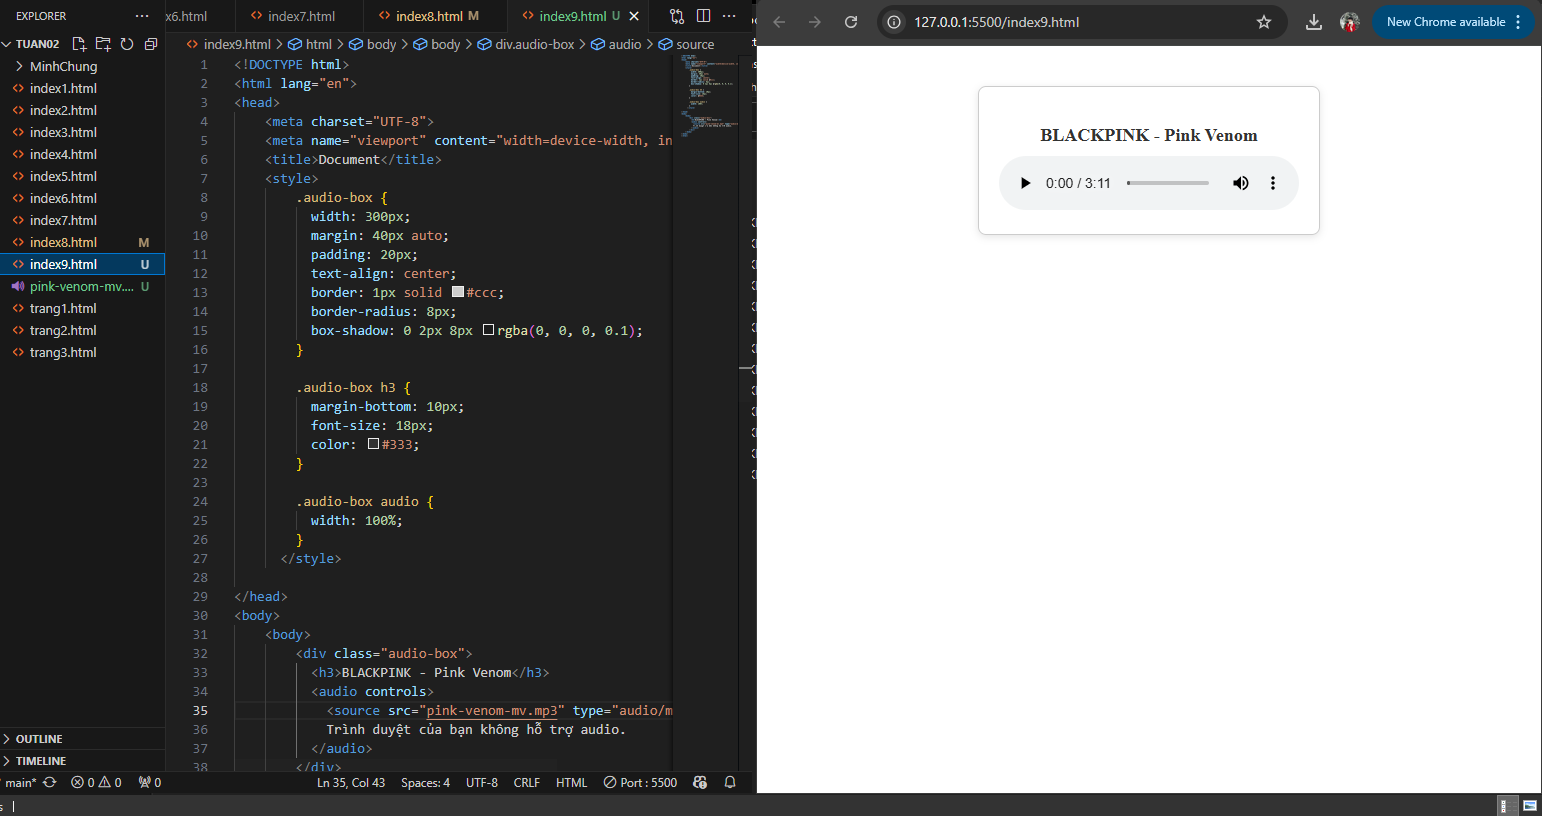 EXPLORER
TUAN02
MinhChung
index1.html
index2.html
index3.html
index4.html
index5.html
index6.html
index7.html
index8.html M
index9.html U
pink-venom-mv.... U
trang1.html
trang2.html
trang3.html
OUTLINE
TIMELINE
x6.html index7.html index8.html M index9.html U
index9.html > html > body > body > div.audio-box > audio > source
1 <!DOCTYPE html>
2 <html lang="en">
3 <head>
4 <meta charset="UTF-8">
5 <meta name="viewport" content="width=device-width, in
6 <title>Document</title>
7 <style>
8 .audio-box {
9 width: 300px;
10 margin: 40px auto;
11 padding: 20px;
12 text-align: center;
13 border: 1px solid #ccc;
14 border-radius: 8px;
15 box-shadow: 0 2px 8px rgba(0, 0, 0, 0.1);
16 }
17
18 .audio-box h3 {
19 margin-bottom: 10px;
20 font-size: 18px;
21 color: #333;
22 }
23
24 .audio-box audio {
25 width: 100%;
26 }
27 </style>
28
29 </head>
30 <body>
31 <body>
32 <div class="audio-box">
33 <h3>BLACKPINK - Pink Venom</h3>
34 <audio controls>
35 <source src="pink-venom-mv.mp3" type="audio/m
36 Trình duyệt của bạn không hỗ trợ audio.
37 </audio>
38 </div>
main* 0 0 0 Ln 35, Col 43 Spaces: 4 UTF-8 CRLF HTML Port : 5500
127.0.0.1:5500/index9.html
New Chrome available
BLACKPINK - Pink Venom
0:00 / 3:11